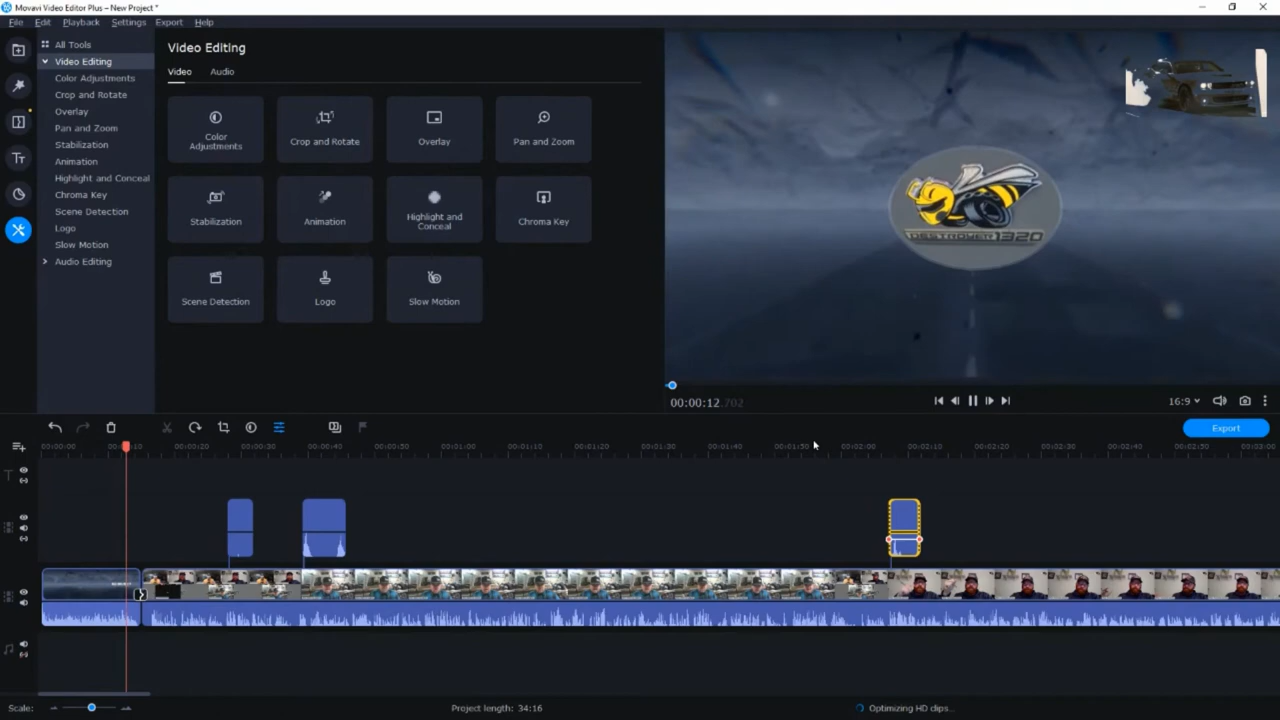 Movavi Video Editor Plus – New Project *
File Edit Playback Settings Export Help
All Tools
Video Editing
Color Adjustments
Crop and Rotate
Overlay
Pan and Zoom
Stabilization
Animation
Highlight and Conceal
Chroma Key
Scene Detection
Logo
Slow Motion
Audio Editing
Video Editing
Video Audio
Color
Adjustments
Crop and Rotate
Overlay
Pan and Zoom
Stabilization
Animation
Highlight and
Conceal
Chroma Key
Scene Detection
Logo
Slow Motion
DESTROYER 1320
00:00:12.702
16:9
Export
00:00:00 00:00:20 00:00:30 00:00:40 00:00:50 00:01:00 00:01:10 00:01:20 00:01:30 00:01:40 00:01:50 00:02:00 00:02:10 00:02:20 00:02:30 00:02:40 00:02:50 00:03:00
Scale:
Project length: 34:16
Optimizing HD clips...